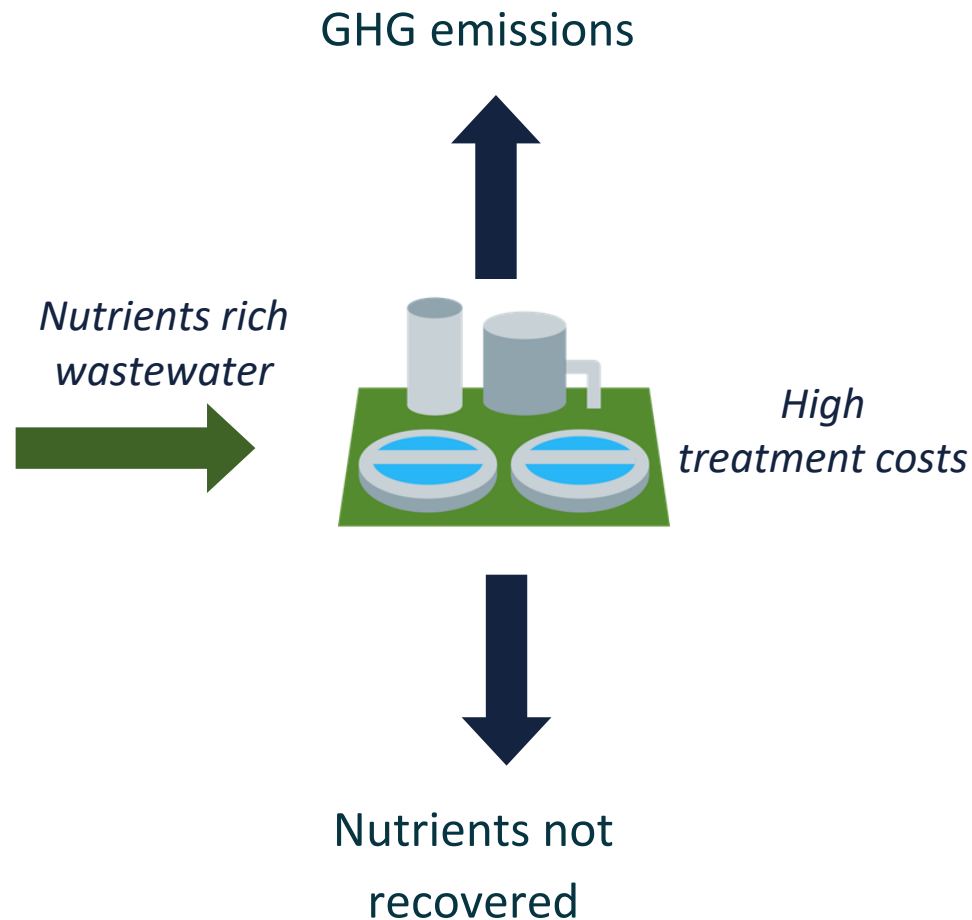 GHG emissions
Nutrients rich
wastewater
High
treatment costs
Nutrients not
recovered